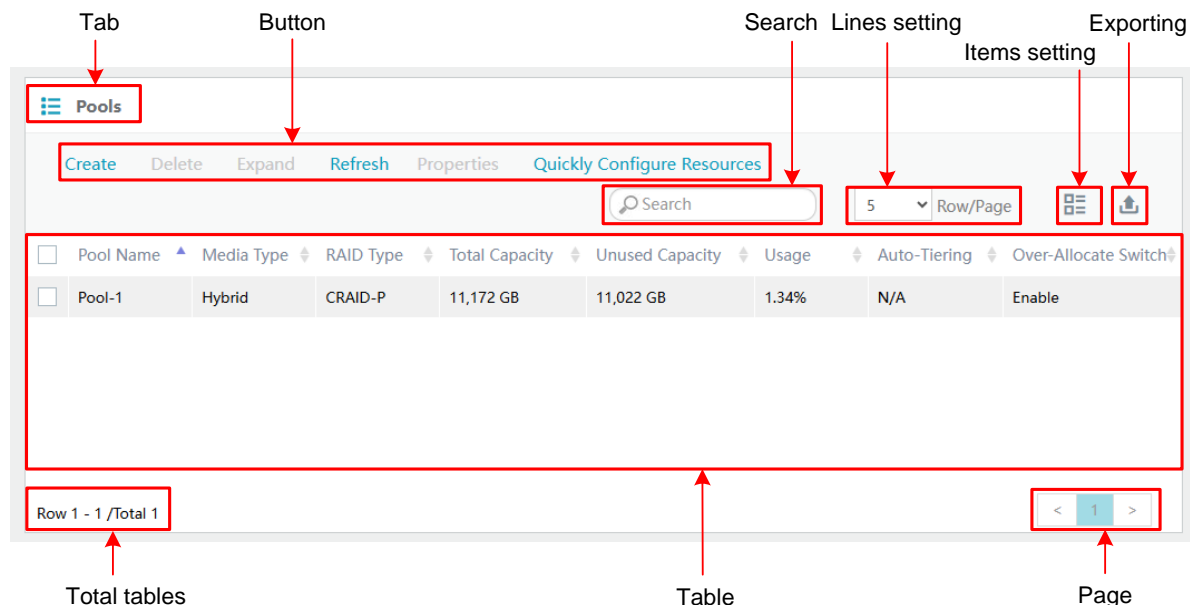 Tab Button Search Lines setting Exporting
Items setting
Pools
Create Delete Expand Refresh Properties Quickly Configure Resources
Search 5 Row/Page
Pool Name Media Type RAID Type Total Capacity Unused Capacity Usage Auto-Tiering Over-Allocate Switch
Pool-1 Hybrid CRAID-P 11,172 GB 11,022 GB 1.34% N/A Enable
Row 1 - 1 /Total 1 < 1 >
Total tables Table Page